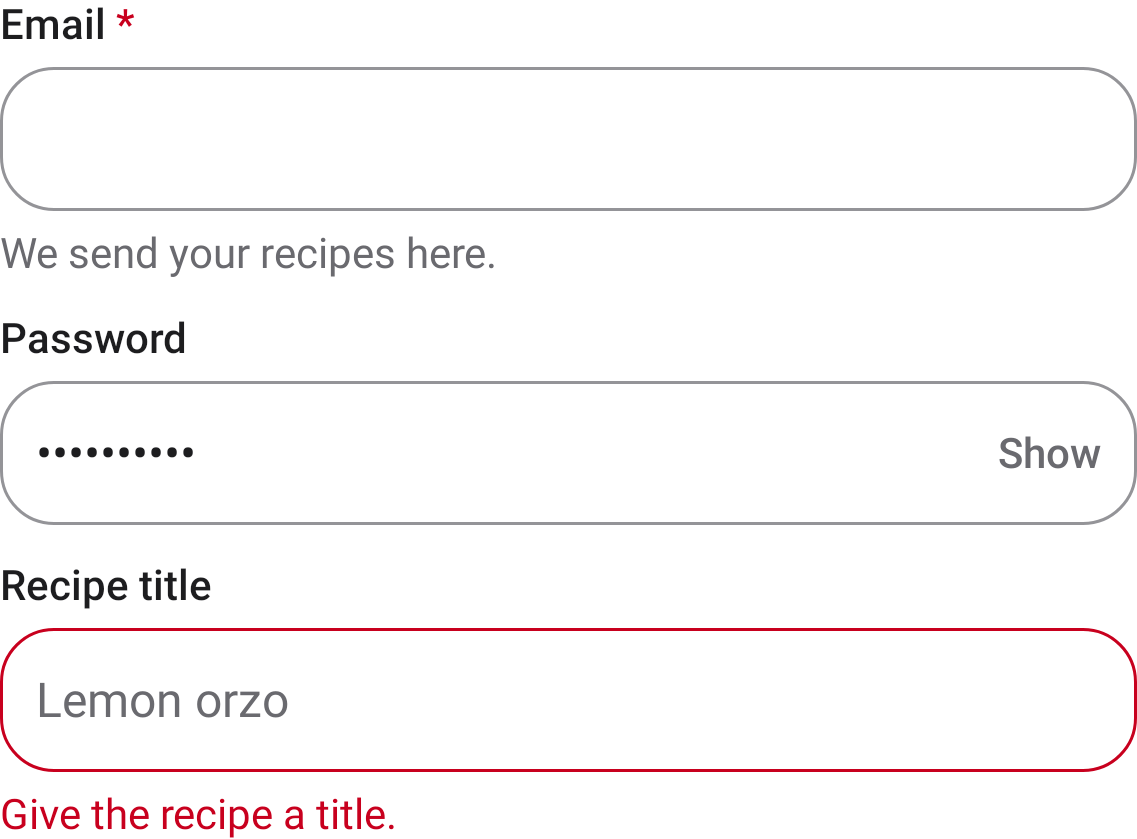 Email *
We send your recipes here.
Password
•••••••••• Show
Recipe title
Lemon orzo
Give the recipe a title.